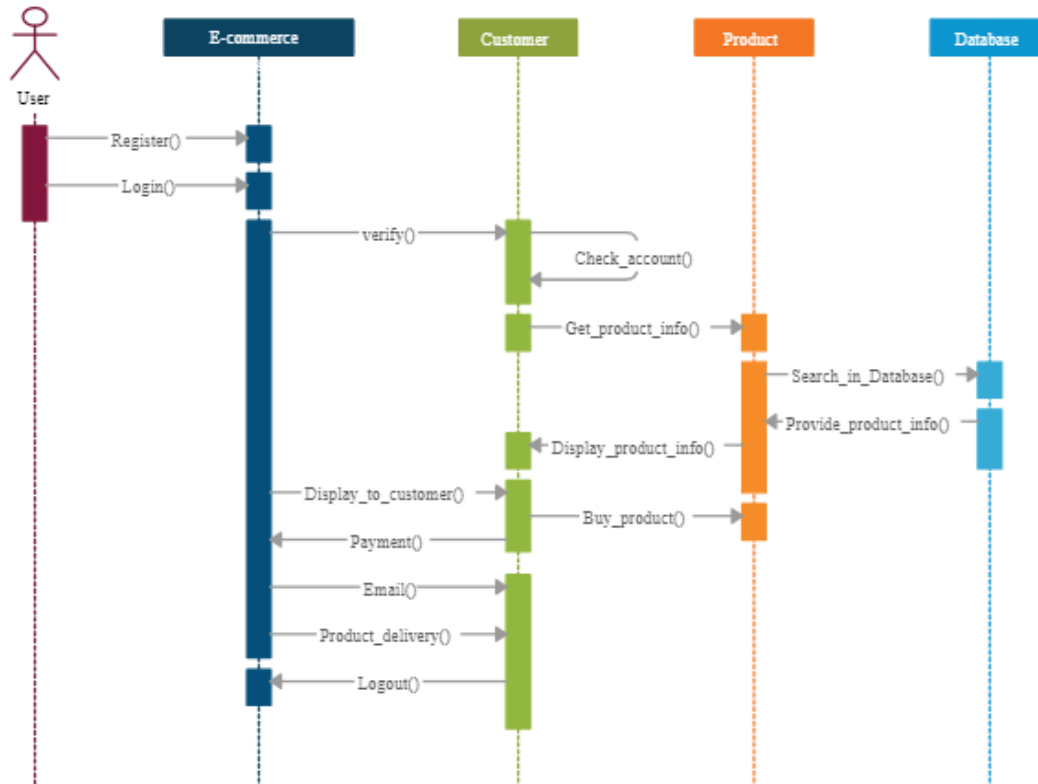 E-commerce
Customer
Product
Database
User
Register()
Login()
verify()
Check_account()
Get_product_info()
Search_in_Database()
Provide_product_info()
Display_product_info()
Display_to_customer()
Buy_product()
Payment()
Email()
Product_delivery()
Logout()